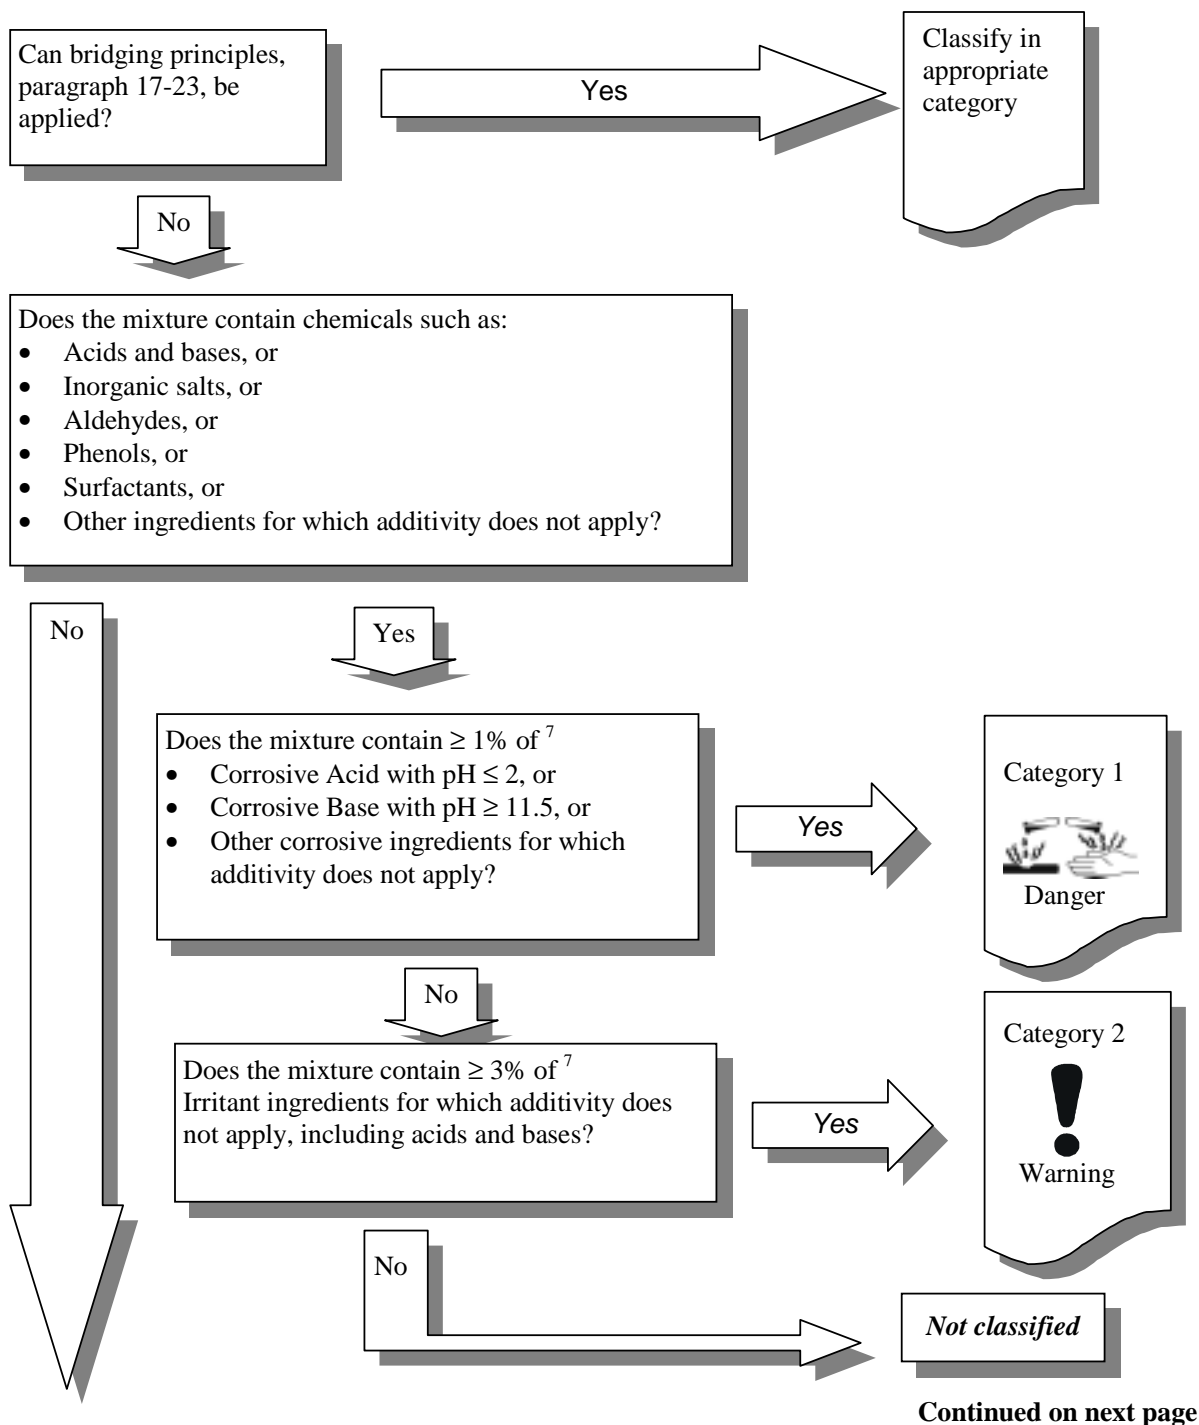 Can bridging principles,
paragraph 17-23, be
applied?
Yes
Classify in
appropriate
category
No
Does the mixture contain chemicals such as:
• Acids and bases, or
• Inorganic salts, or
• Aldehydes, or
• Phenols, or
• Surfactants, or
• Other ingredients for which additivity does not apply?
No
Yes
Does the mixture contain ≥ 1% of 7
• Corrosive Acid with pH ≤ 2, or
• Corrosive Base with pH ≥ 11.5, or
• Other corrosive ingredients for which
additivity does not apply?
Yes
Category 1
Danger
No
Does the mixture contain ≥ 3% of 7
Irritant ingredients for which additivity does
not apply, including acids and bases?
Yes
Category 2
Warning
No
Not classified
Continued on next page